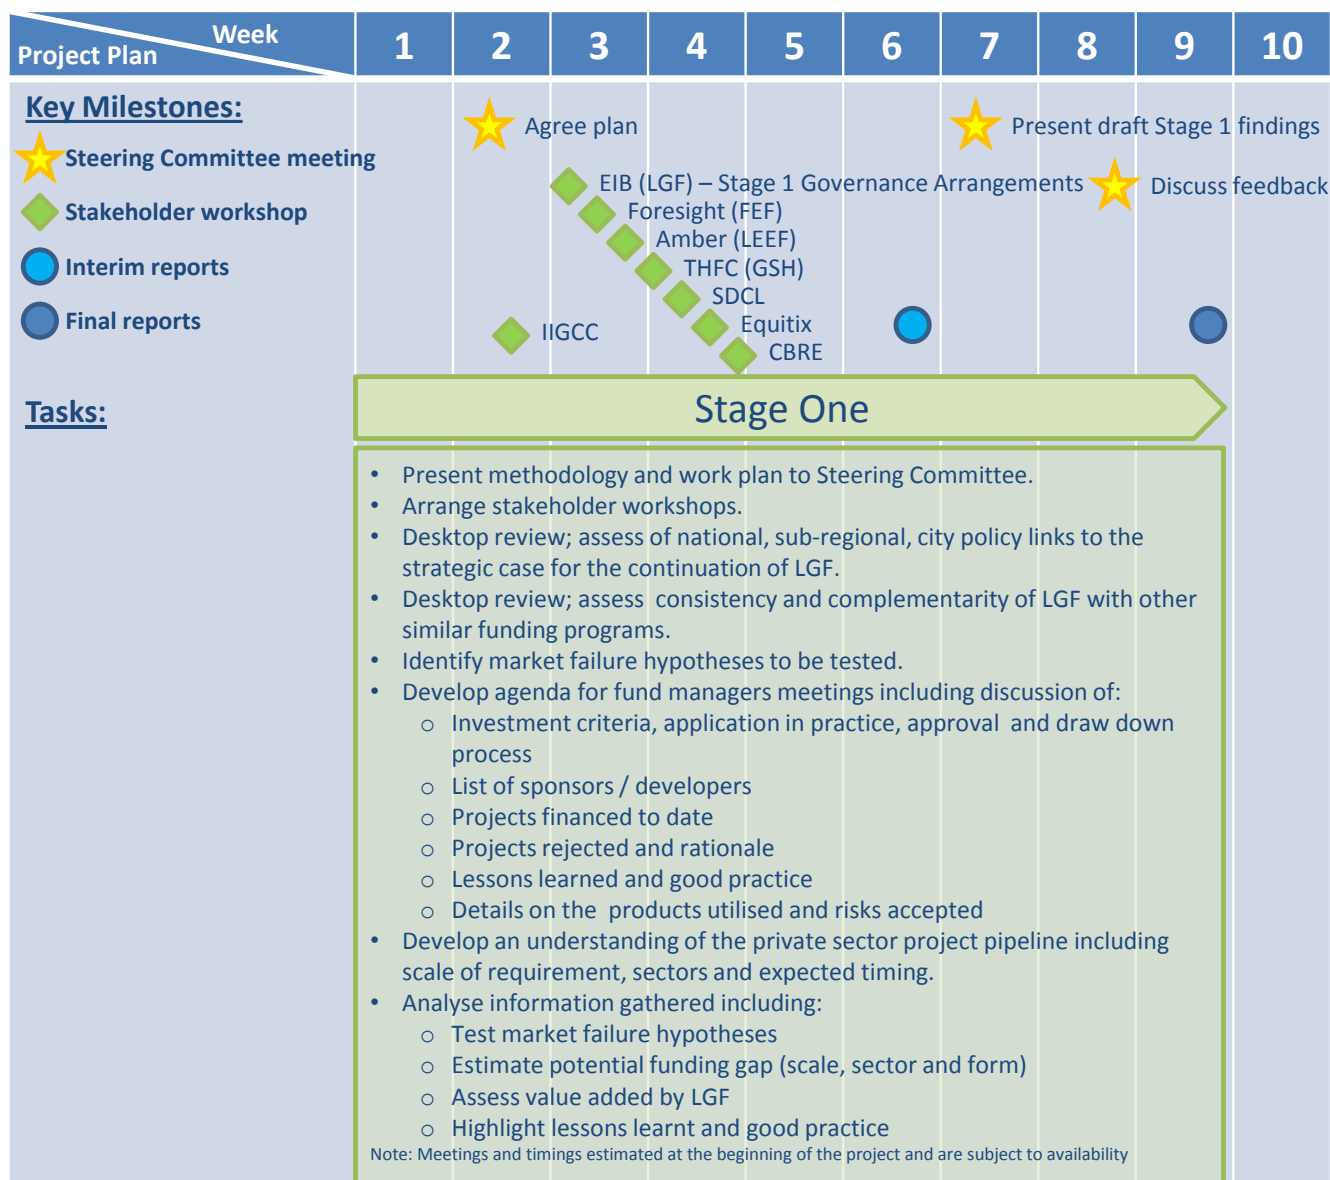 Week
Project Plan
1 2 3 4 5 6 7 8 9 10
Key Milestones:
Steering Committee meeting
Stakeholder workshop
Interim reports
Final reports
Agree plan
Present draft Stage 1 findings
EIB (LGF) – Stage 1 Governance Arrangements
Discuss feedback
Foresight (FEF)
Amber (LEEF)
THFC (GSH)
SDCL
Equitix
IIGCC
CBRE
Tasks:
Stage One
• Present methodology and work plan to Steering Committee.
• Arrange stakeholder workshops.
• Desktop review; assess of national, sub-regional, city policy links to the
strategic case for the continuation of LGF.
• Desktop review; assess consistency and complementarity of LGF with other
similar funding programs.
• Identify market failure hypotheses to be tested.
• Develop agenda for fund managers meetings including discussion of:
o Investment criteria, application in practice, approval and draw down
process
o List of sponsors / developers
o Projects financed to date
o Projects rejected and rationale
o Lessons learned and good practice
o Details on the products utilised and risks accepted
• Develop an understanding of the private sector project pipeline including
scale of requirement, sectors and expected timing.
• Analyse information gathered including:
o Test market failure hypotheses
o Estimate potential funding gap (scale, sector and form)
o Assess value added by LGF
o Highlight lessons learnt and good practice
Note: Meetings and timings estimated at the beginning of the project and are subject to availability